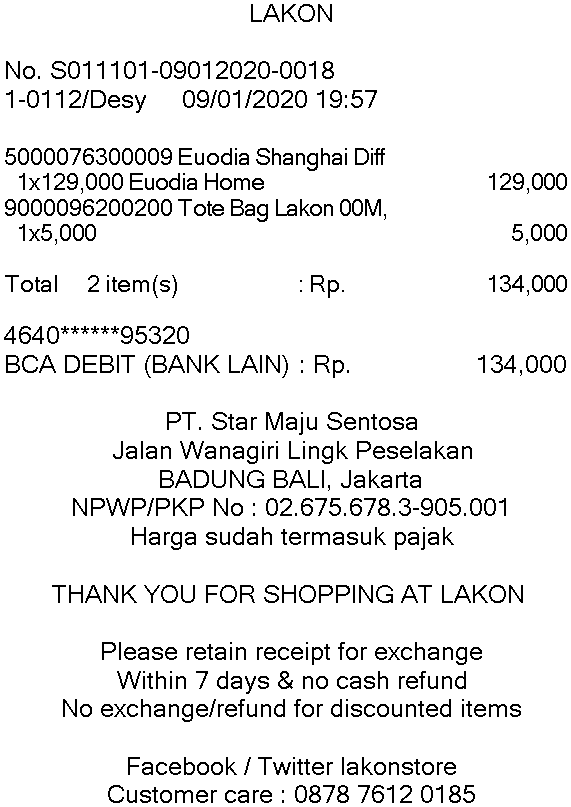 LAKON
No. S011101-09012020-0018
1-0112/Desy 09/01/2020 19:57
5000076300009 Euodia Shanghai Diff
1x129,000 Euodia Home 129,000
9000096200200 Tote Bag Lakon 00M,
1x5,000 5,000
Total 2 item(s) : Rp. 134,000
4640******95320
BCA DEBIT (BANK LAIN) : Rp. 134,000
PT. Star Maju Sentosa
Jalan Wanagiri Lingk Peselakan
BADUNG BALI, Jakarta
NPWP/PKP No : 02.675.678.3-905.001
Harga sudah termasuk pajak
THANK YOU FOR SHOPPING AT LAKON
Please retain receipt for exchange
Within 7 days & no cash refund
No exchange/refund for discounted items
Facebook / Twitter lakonstore
Customer care : 0878 7612 0185